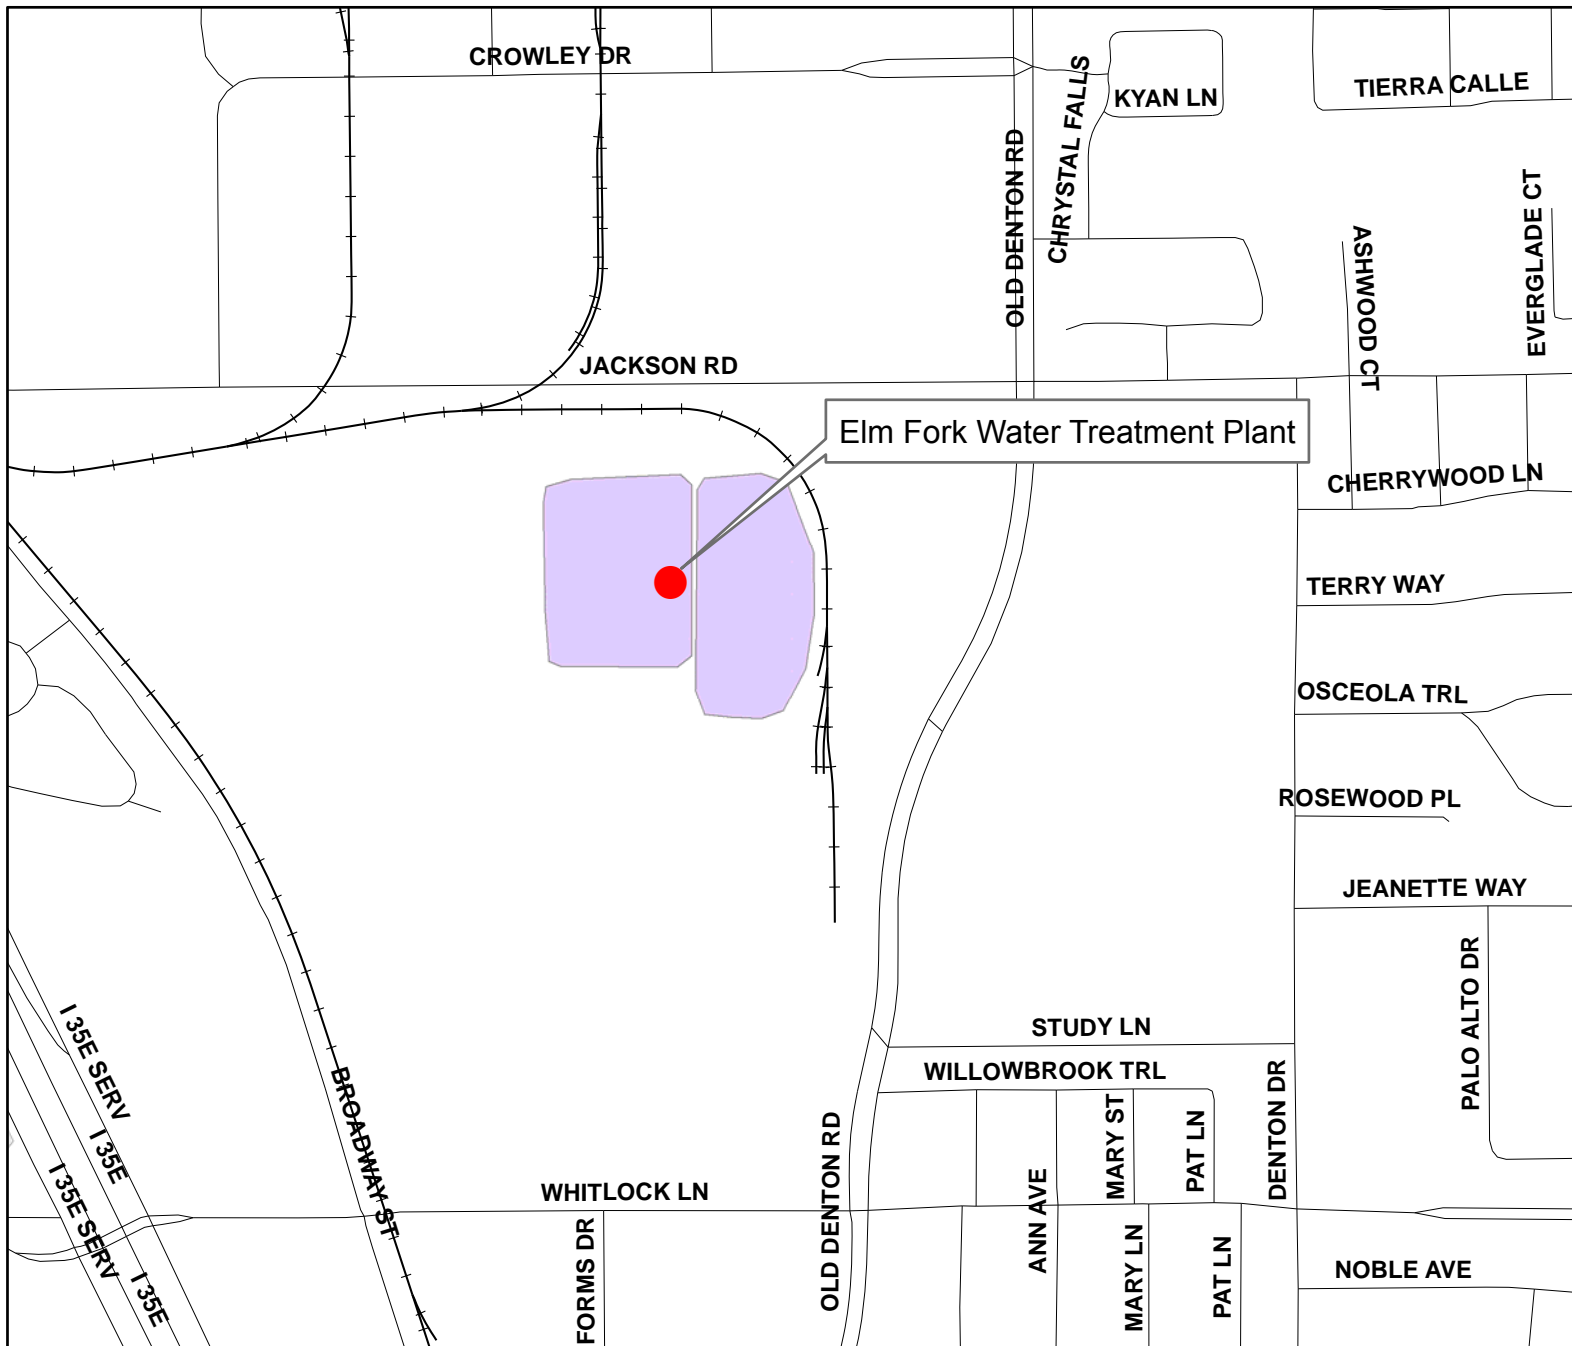 CROWLEY DR
CHRYSTAL FALLS
KYAN LN
TIERRA CALLE
OLD DENTON RD
EVERGLADE CT
ASHWOOD CT
JACKSON RD
Elm Fork Water Treatment Plant
CHERRYWOOD LN
TERRY WAY
OSCEOLA TRL
ROSEWOOD PL
JEANETTE WAY
PALO ALTO DR
I 35E SERV
STUDY LN
WILLOWBROOK TRL
BROADWAY ST
DENTON DR
MARY ST
PAT LN
I 35E
I 35E SERV
OLD DENTON RD
WHITLOCK LN
ANN AVE
FORMS DR
MARY LN
PAT LN
NOBLE AVE
I 35E